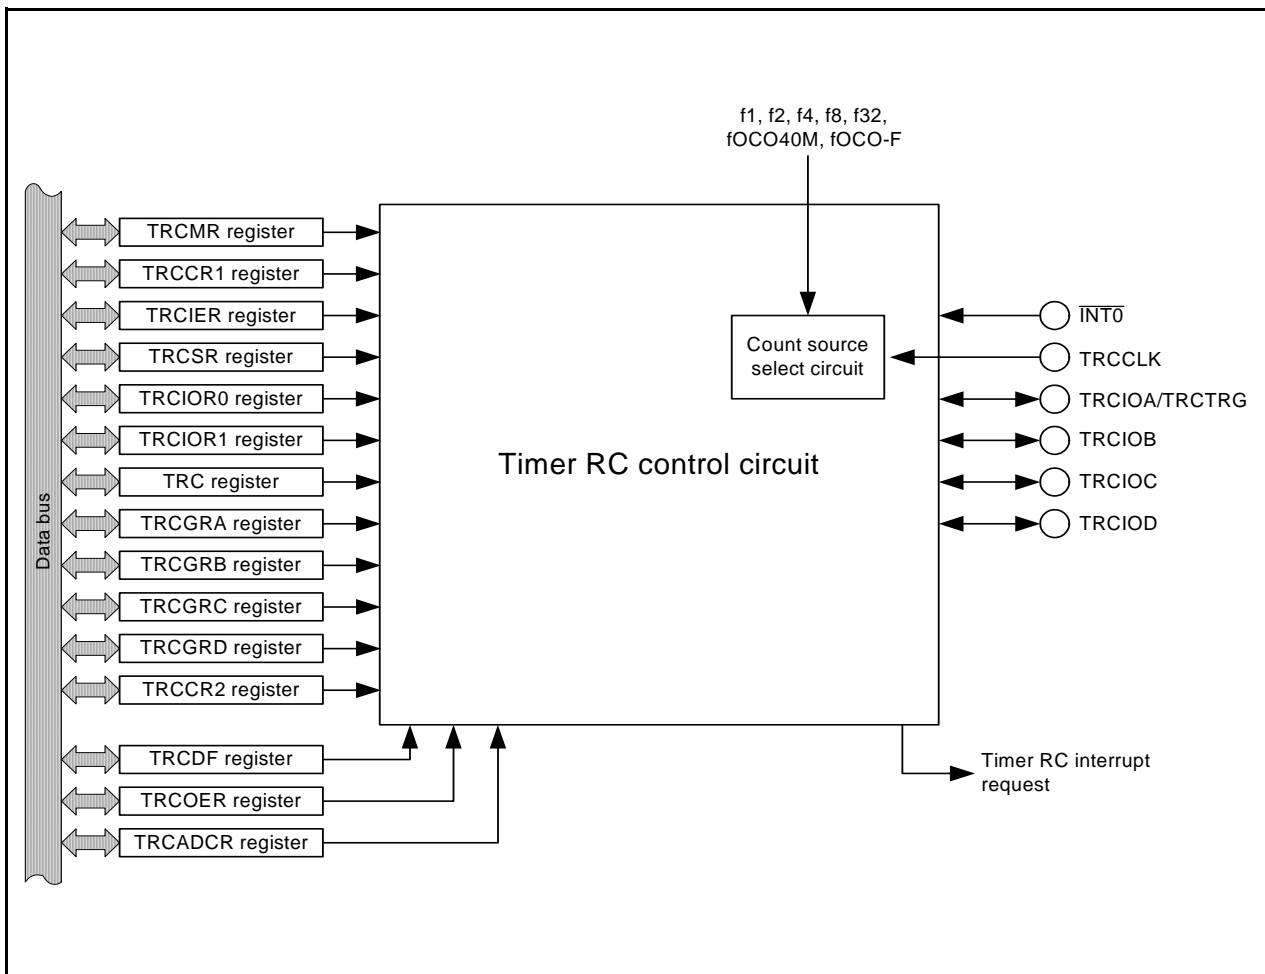 f1, f2, f4, f8, f32,
fOCO40M, fOCO-F
Data bus
TRCMR register
TRCCR1 register
TRCIER register
TRCSR register
TRCIOR0 register
TRCIOR1 register
TRC register
TRCGRA register
TRCGRB register
TRCGRC register
TRCGRD register
TRCCR2 register
TRCDF register
TRCOER register
TRCADCR register
Count source
select circuit
Timer RC control circuit
I̅N̅T̅0̅
TRCCLK
TRCIOA/TRCTRG
TRCIOB
TRCIOC
TRCIOD
Timer RC interrupt
request